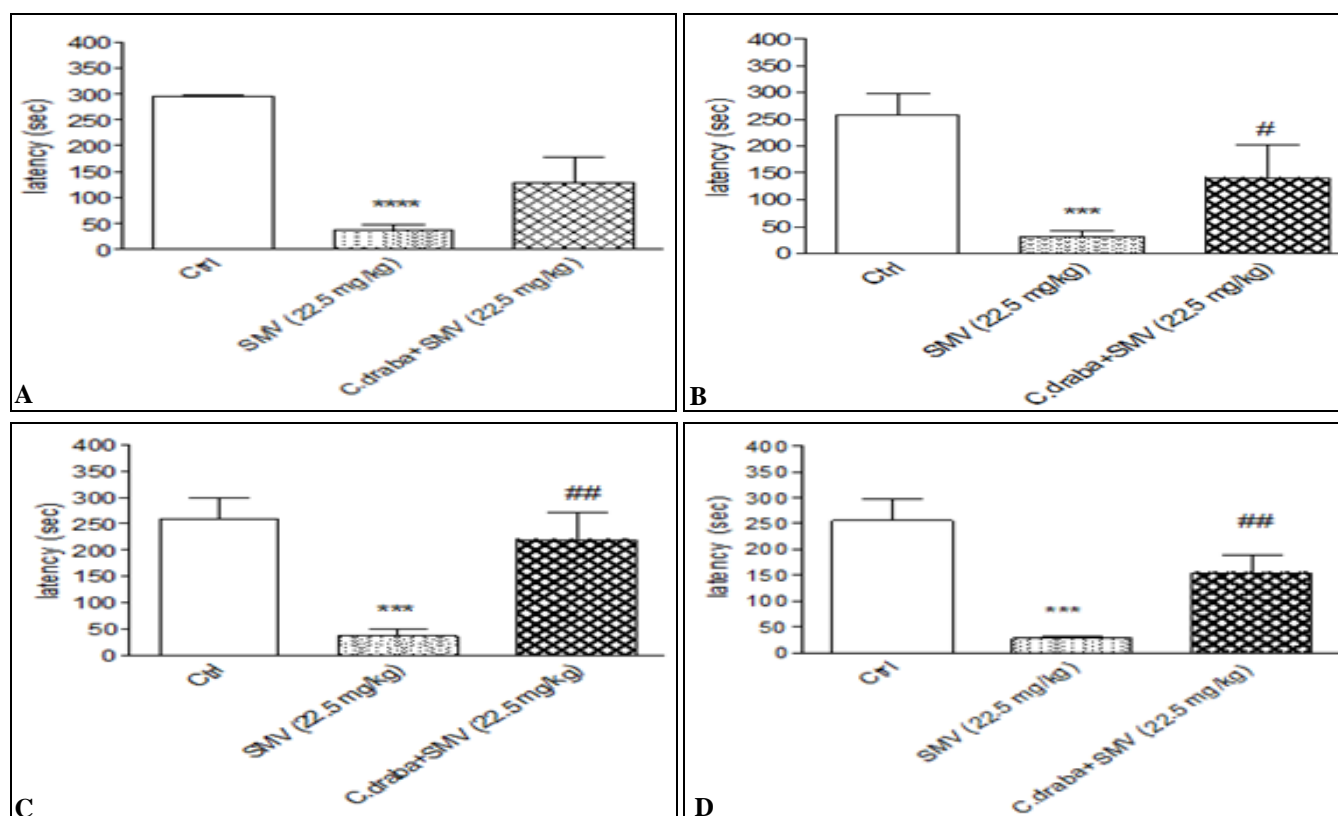 400
350
300
250
200
150
100
50
0
latency (sec)
****
Ctrl
SMV (22.5 mg/kg)
C.draba+SMV (22.5 mg/kg)
A
400
350
300
250
200
150
100
50
0
latency (sec)
***
#
Ctrl
SMV (22.5 mg/kg)
C.draba+SMV (22.5 mg/kg)
B
400
350
300
250
200
150
100
50
0
latency (sec)
***
##
Ctrl
SMV (22.5 mg/kg)
C.draba+SMV (22.5 mg/kg)
C
400
350
300
250
200
150
100
50
0
latency (sec)
***
##
Ctrl
SMV (22.5 mg/kg)
C.draba+SMV (22.5 mg/kg)
D